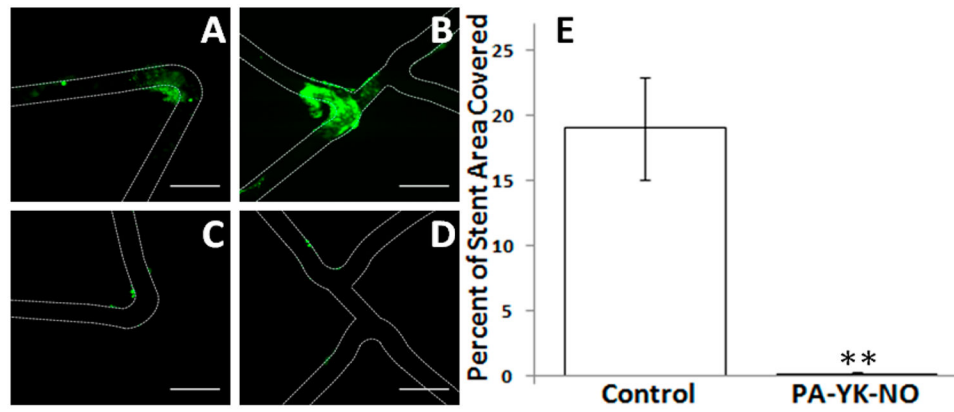 A
B
C
D
E
Percent of Stent Area Covered
25
20
15
10
5
0
**
Control
PA-YK-NO